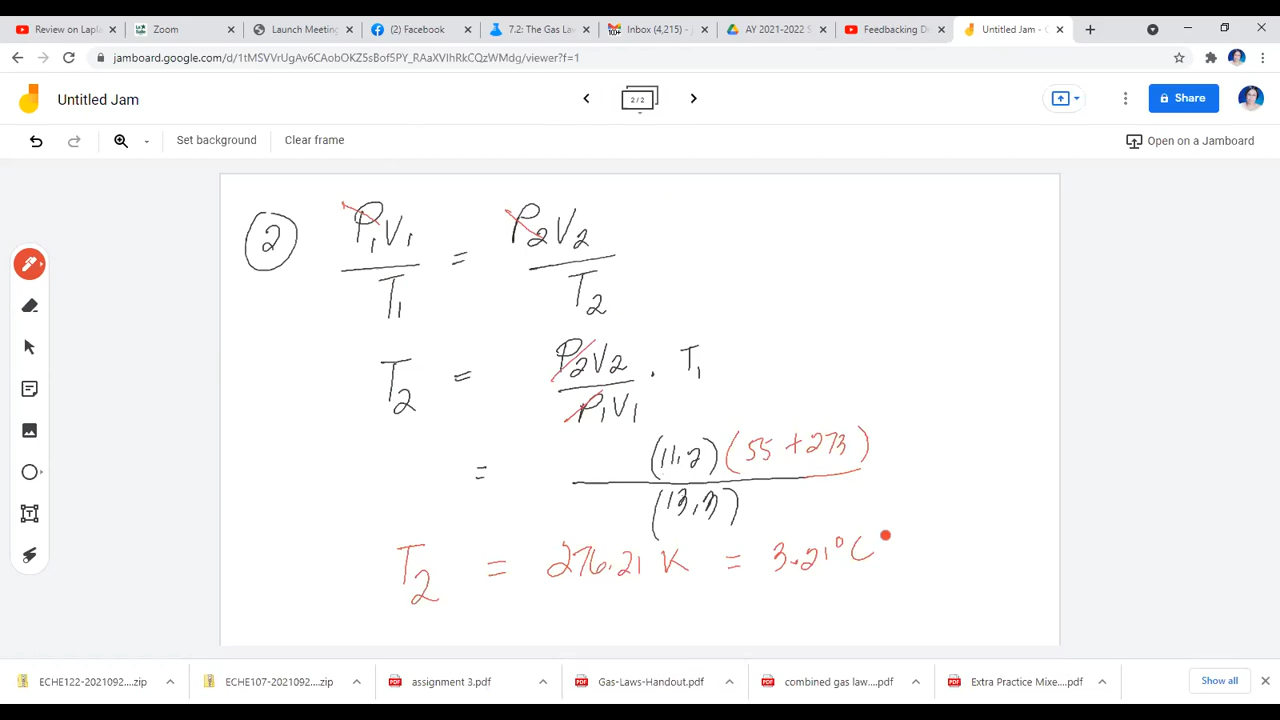 Review on Lapla
Zoom
Launch Meeting
(2) Facebook
7.2: The Gas Law
Inbox (4,215) -
AY 2021-2022 S
Feedbacking D
Untitled Jam -
jamboard.google.com/d/1tMSVVrUgAv6CAobOKZ5sBof5PY_RAaXVIhRkCQzWMdg/viewer?f=1
Untitled Jam
2 / 2
Share
Set background
Clear frame
Open on a Jamboard
② P₁V₁ / T₁ = P₂V₂ / T₂
T₂ = P₂V₂ / P₁V₁ . T₁
= (11.2) (55 + 273) / (13.3)
T₂ = 276.21 K = 3.21°C
ECHE122-2021092....zip
ECHE107-2021092....zip
assignment 3.pdf
Gas-Laws-Handout.pdf
combined gas law....pdf
Extra Practice Mixe....pdf
Show all